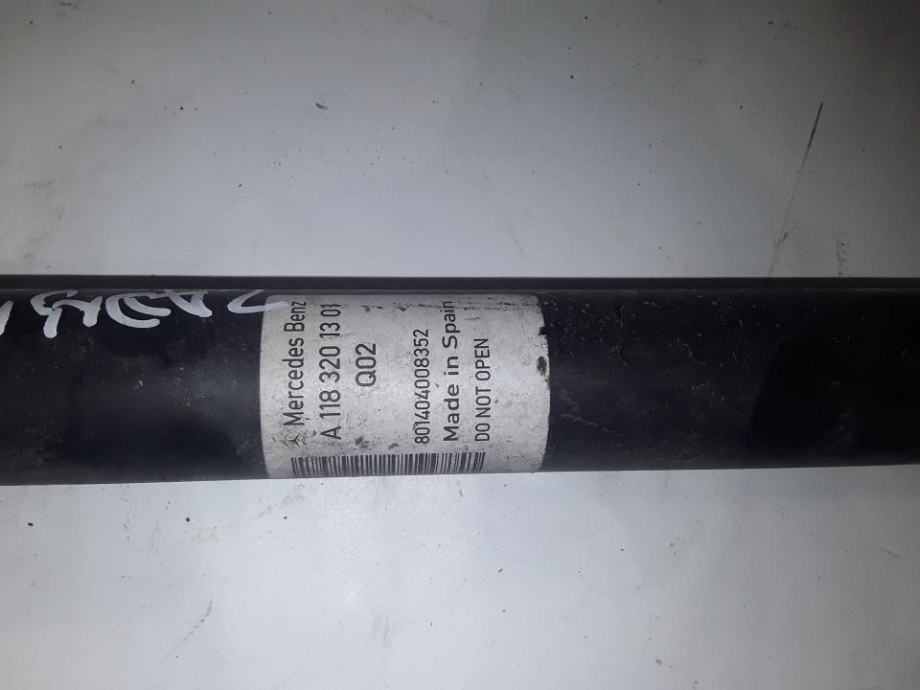 Mercedes Benz
A 118 320 13 01
Q02
801404008352
Made in Spain
DO NOT OPEN